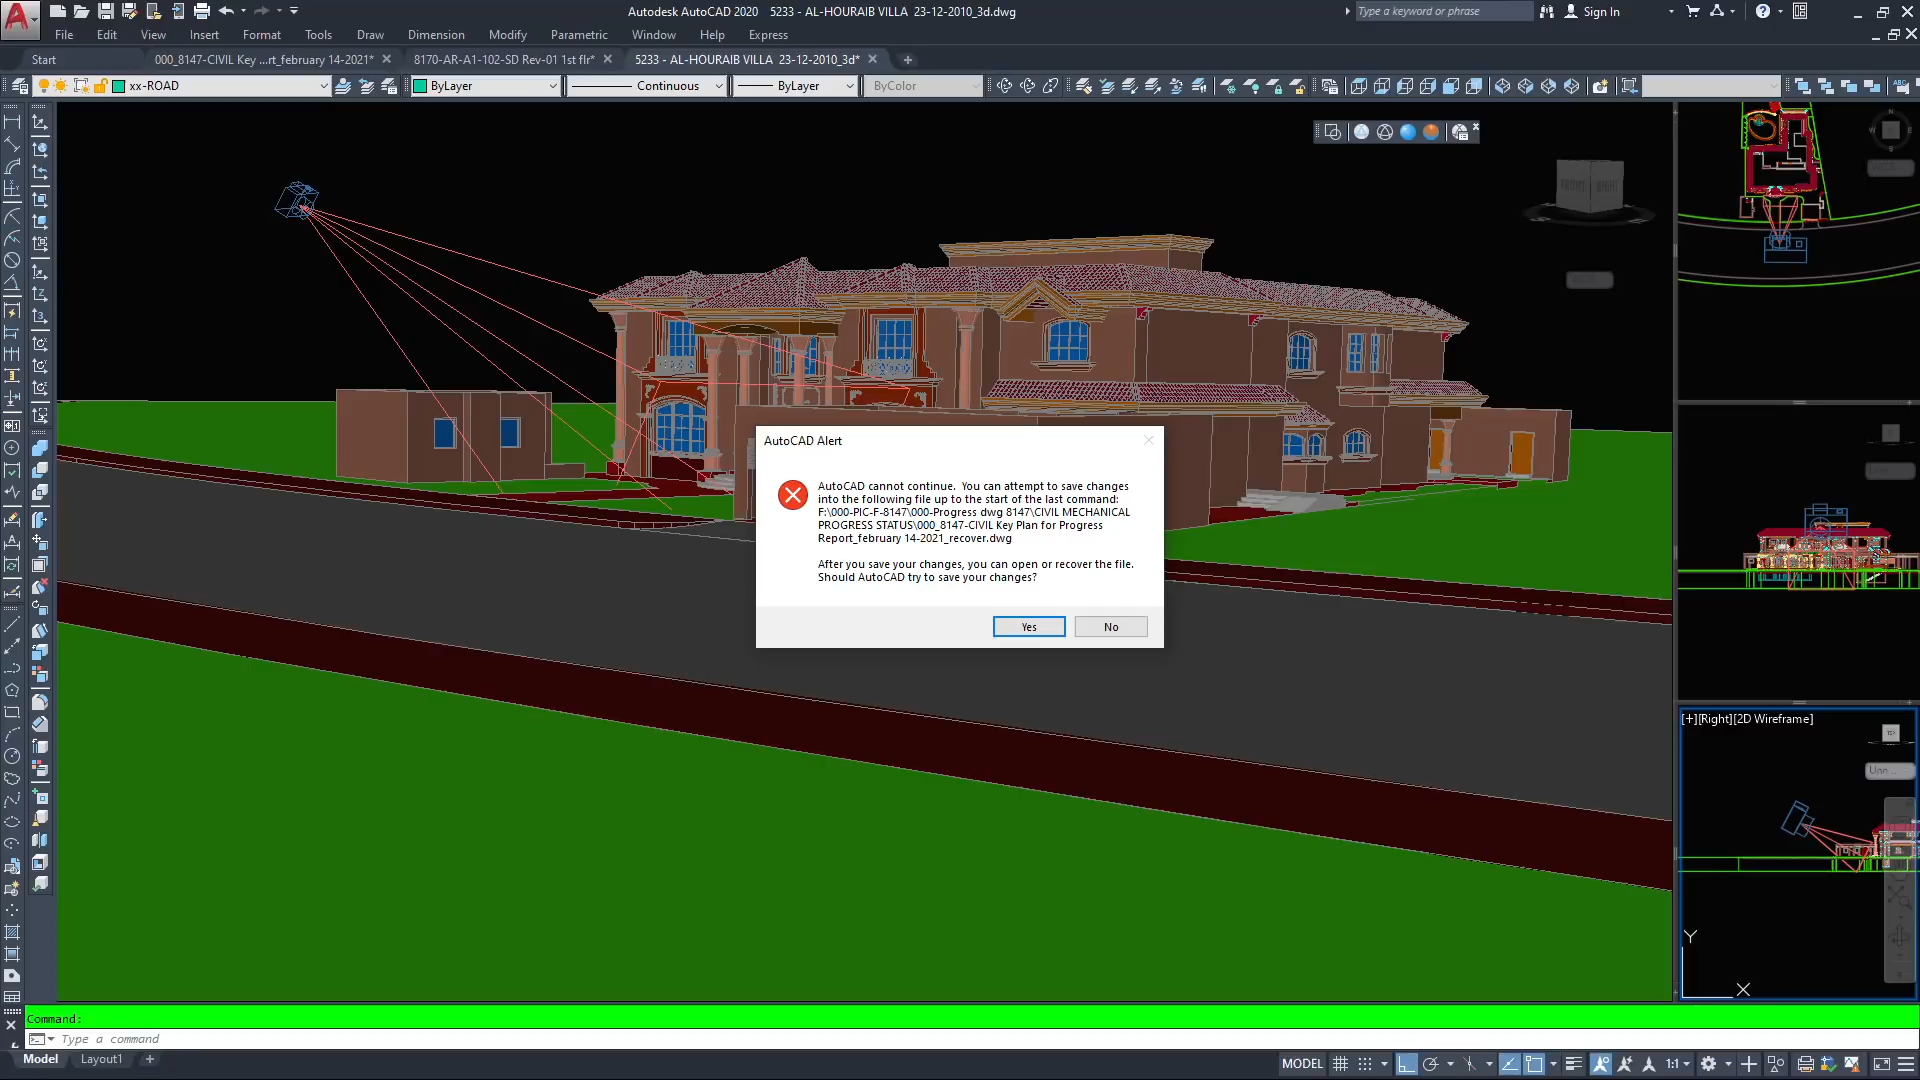 Autodesk AutoCAD 2020 5233 - AL-HOURAIB VILLA 23-12-2010_3d.dwg
Type a keyword or phrase
Sign In
File Edit View Insert Format Tools Draw Dimension Modify Parametric Window Help Express
Start
000_8147-CIVIL Key ...rt_february 14-2021*
8170-AR-A1-102-SD Rev-01 1st flr*
5233 - AL-HOURAIB VILLA 23-12-2010_3d*
xx-ROAD
ByLayer
Continuous
ByLayer
ByColor
FRONT
RIGHT
AutoCAD Alert
AutoCAD cannot continue. You can attempt to save changes
into the following file up to the start of the last command:
F:\000-PIC-F-8147\000-Progress dwg 8147\CIVIL MECHANICAL
PROGRESS STATUS\000_8147-CIVIL Key Plan for Progress
Report_february 14-2021_recover.dwg
After you save your changes, you can open or recover the file.
Should AutoCAD try to save your changes?
Yes
No
[+][Right][2D Wireframe]
Unn...
Y
X
Command:
Type a command
Model
Layout1
MODEL
1:1